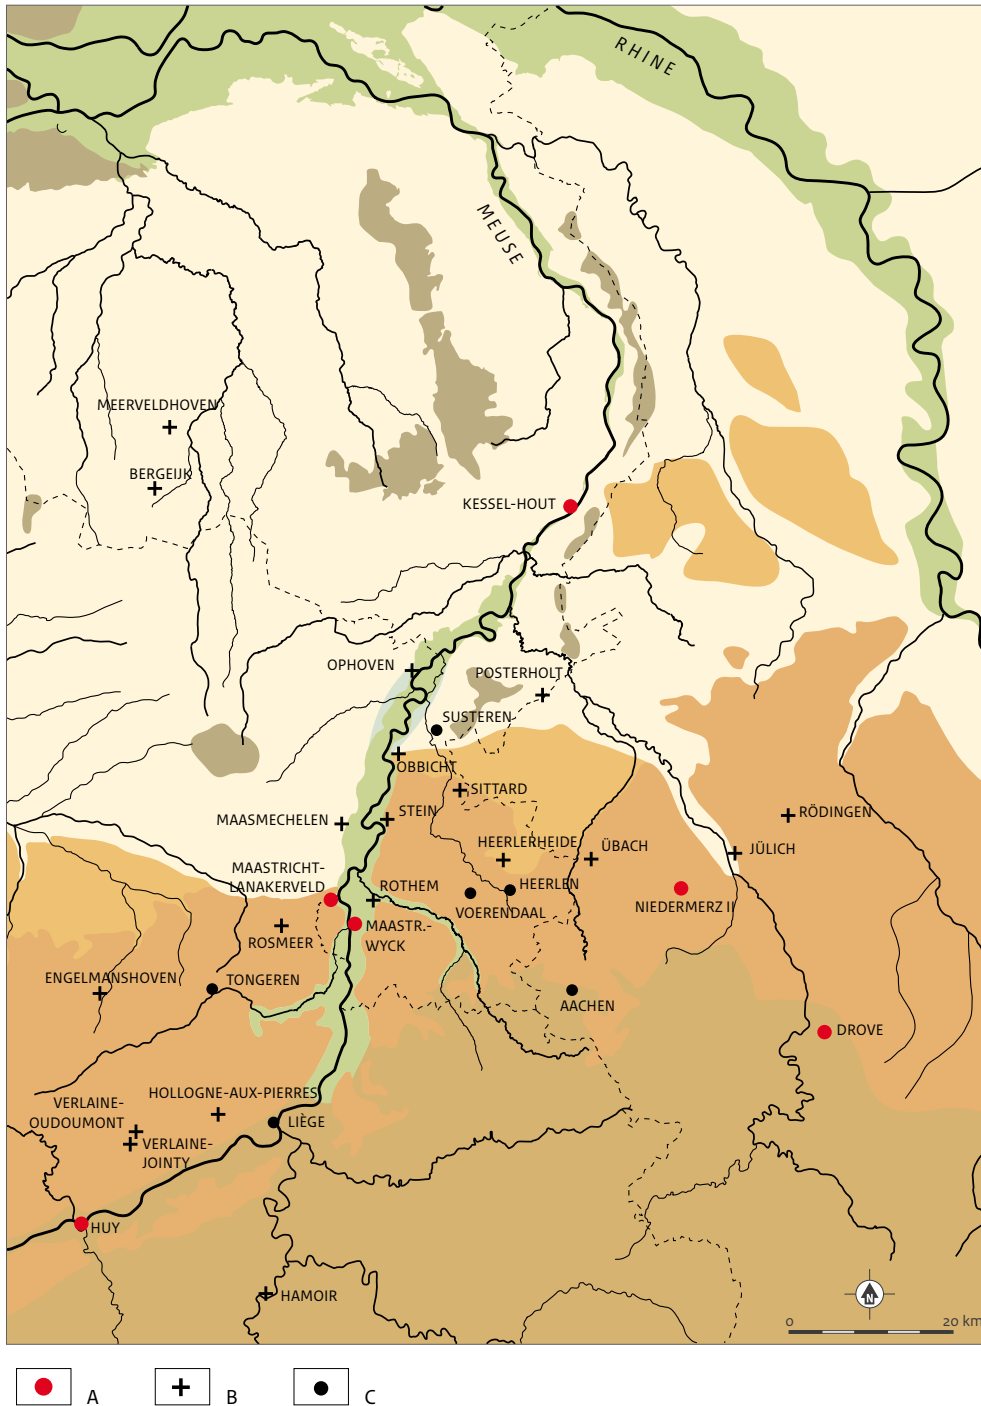 RHINE
MEUSE
MEERVELDHOVEN
BERGEIJK
KESSEL-HOUT
OPHOVEN
POSTERHOLT
SUSTEREN
OBBICHT
SITTARD
STEIN
MAASMECHELEN
RÖDINGEN
HEERLERHEIDE
ÜBACH
JÜLICH
MAASTRICHT-
LANAKERVELD
ROTHEM
HEERLEN
VOERENDAAL
NIEDERMERZ II
MAASTR.-
WYCK
ROSMEER
ENGELMANSHOVEN
TONGEREN
AACHEN
DROVE
HOLLOGNE-AUX-PIERRES
VERLAINE-
OUDOUMONT
LIÈGE
VERLAINE-
JOINTY
HUY
HAMOIR
N
0 20 km
A B C